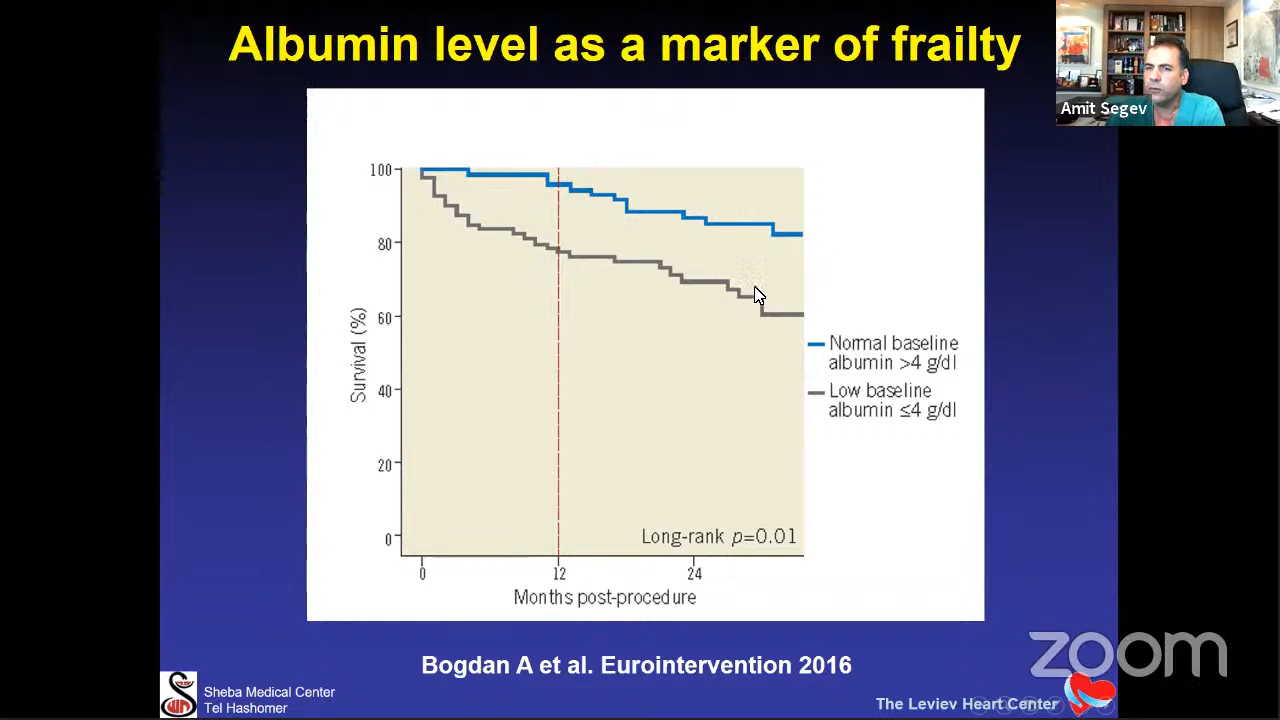 Albumin level as a marker of frailty
Amit Segev
100
80
60
40
20
0
Survival (%)
0 12 24
Months post-procedure
Long-rank p=0.01
Normal baseline
albumin >4 g/dl
Low baseline
albumin ≤4 g/dl
Bogdan A et al. Eurointervention 2016
Sheba Medical Center
Tel Hashomer
The Leviev Heart Center
zoom